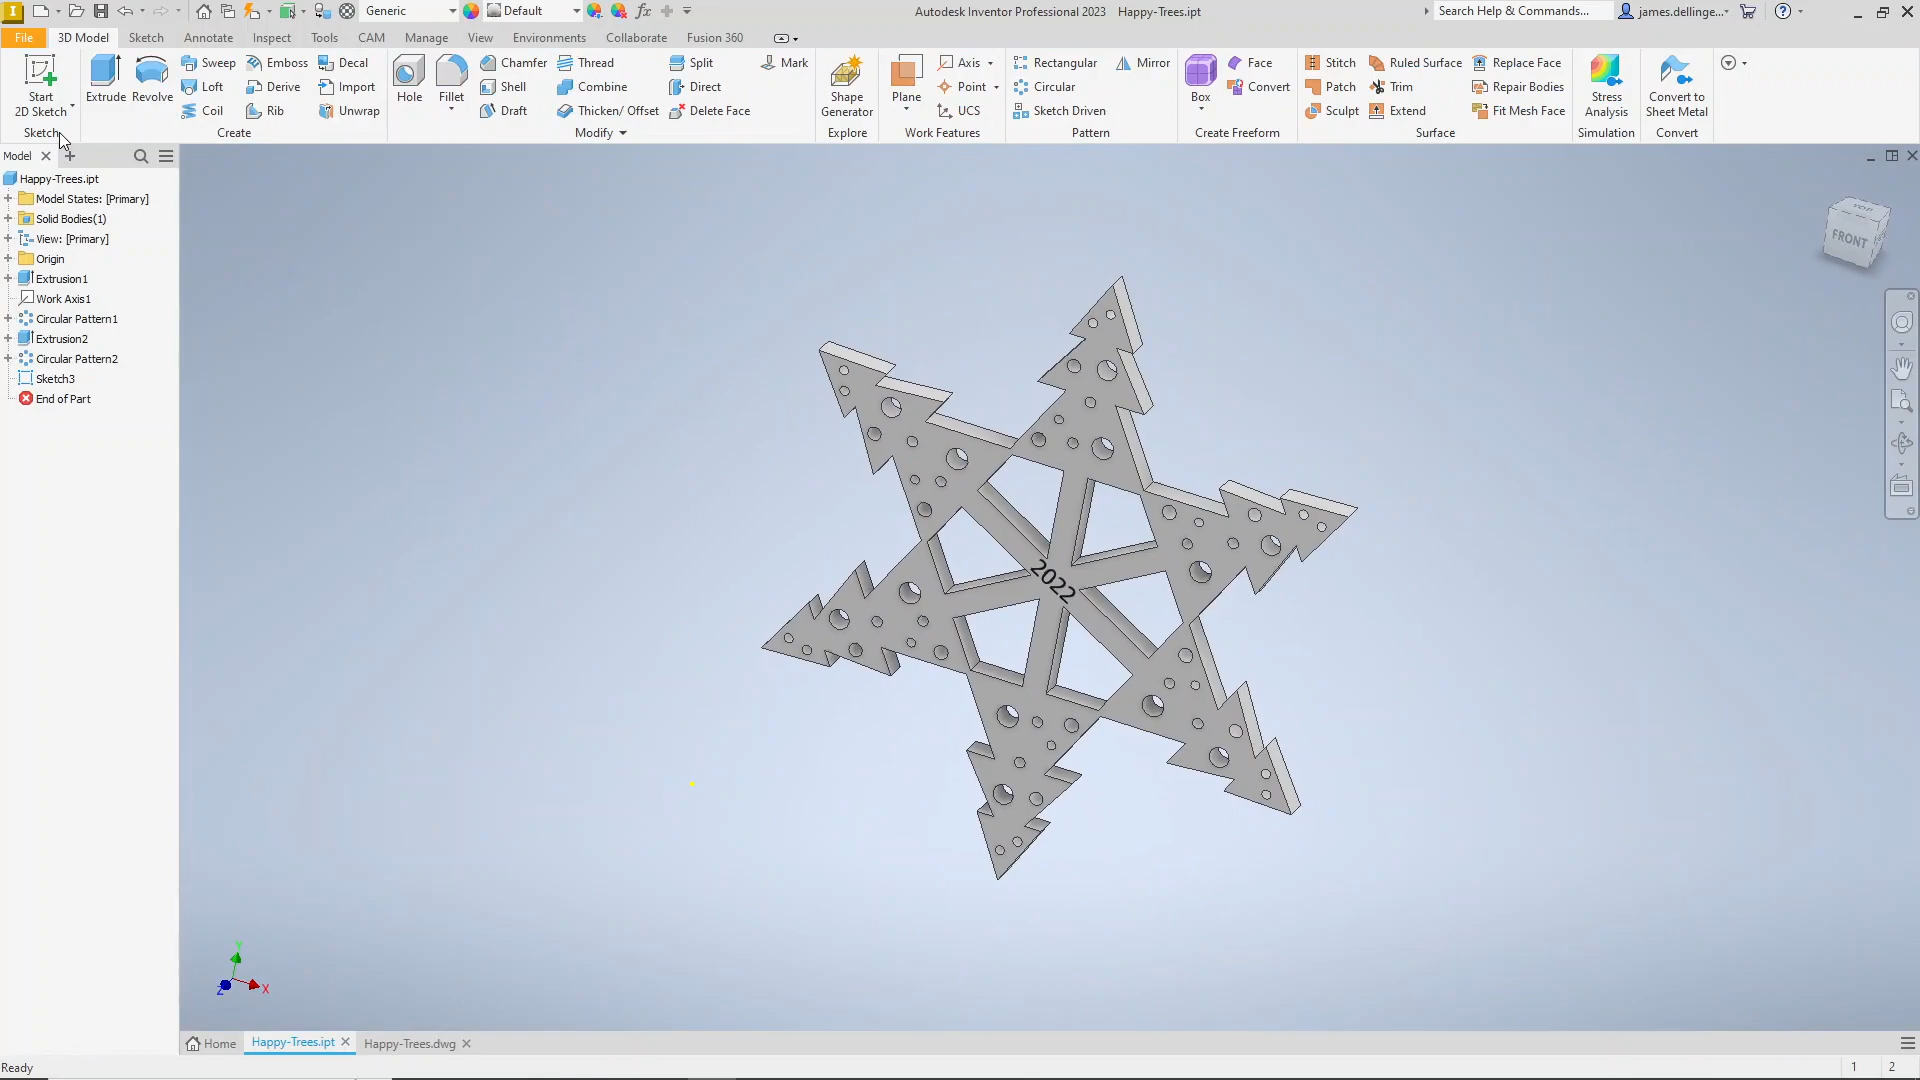 I Generic Default fx Autodesk Inventor Professional 2023 Happy-Trees.ipt Search Help & Commands... james.dellinge... ?
File 3D Model Sketch Annotate Inspect Tools CAM Manage View Environments Collaborate Fusion 360
Start 2D Sketch
Extrude Revolve
Sweep Emboss Decal
Loft Derive Import
Coil Rib Unwrap
Hole Fillet
Chamfer Thread Split Mark
Shell Combine Direct
Draft Thicken/ Offset Delete Face
Shape Generator
Plane
Axis
Point
UCS
Rectangular Mirror
Circular
Sketch Driven
Box
Face
Convert
Stitch Ruled Surface Replace Face
Patch Trim Repair Bodies
Sculpt Extend Fit Mesh Face
Stress Analysis
Convert to Sheet Metal
Sketch Create Modify Explore Work Features Pattern Create Freeform Surface Simulation Convert
Model
Happy-Trees.ipt
Model States: [Primary]
Solid Bodies(1)
View: [Primary]
Origin
Extrusion1
Work Axis1
Circular Pattern1
Extrusion2
Circular Pattern2
Sketch3
End of Part
TOP
FRONT
2022
Y
Z X
Home Happy-Trees.ipt Happy-Trees.dwg
Ready 1 2